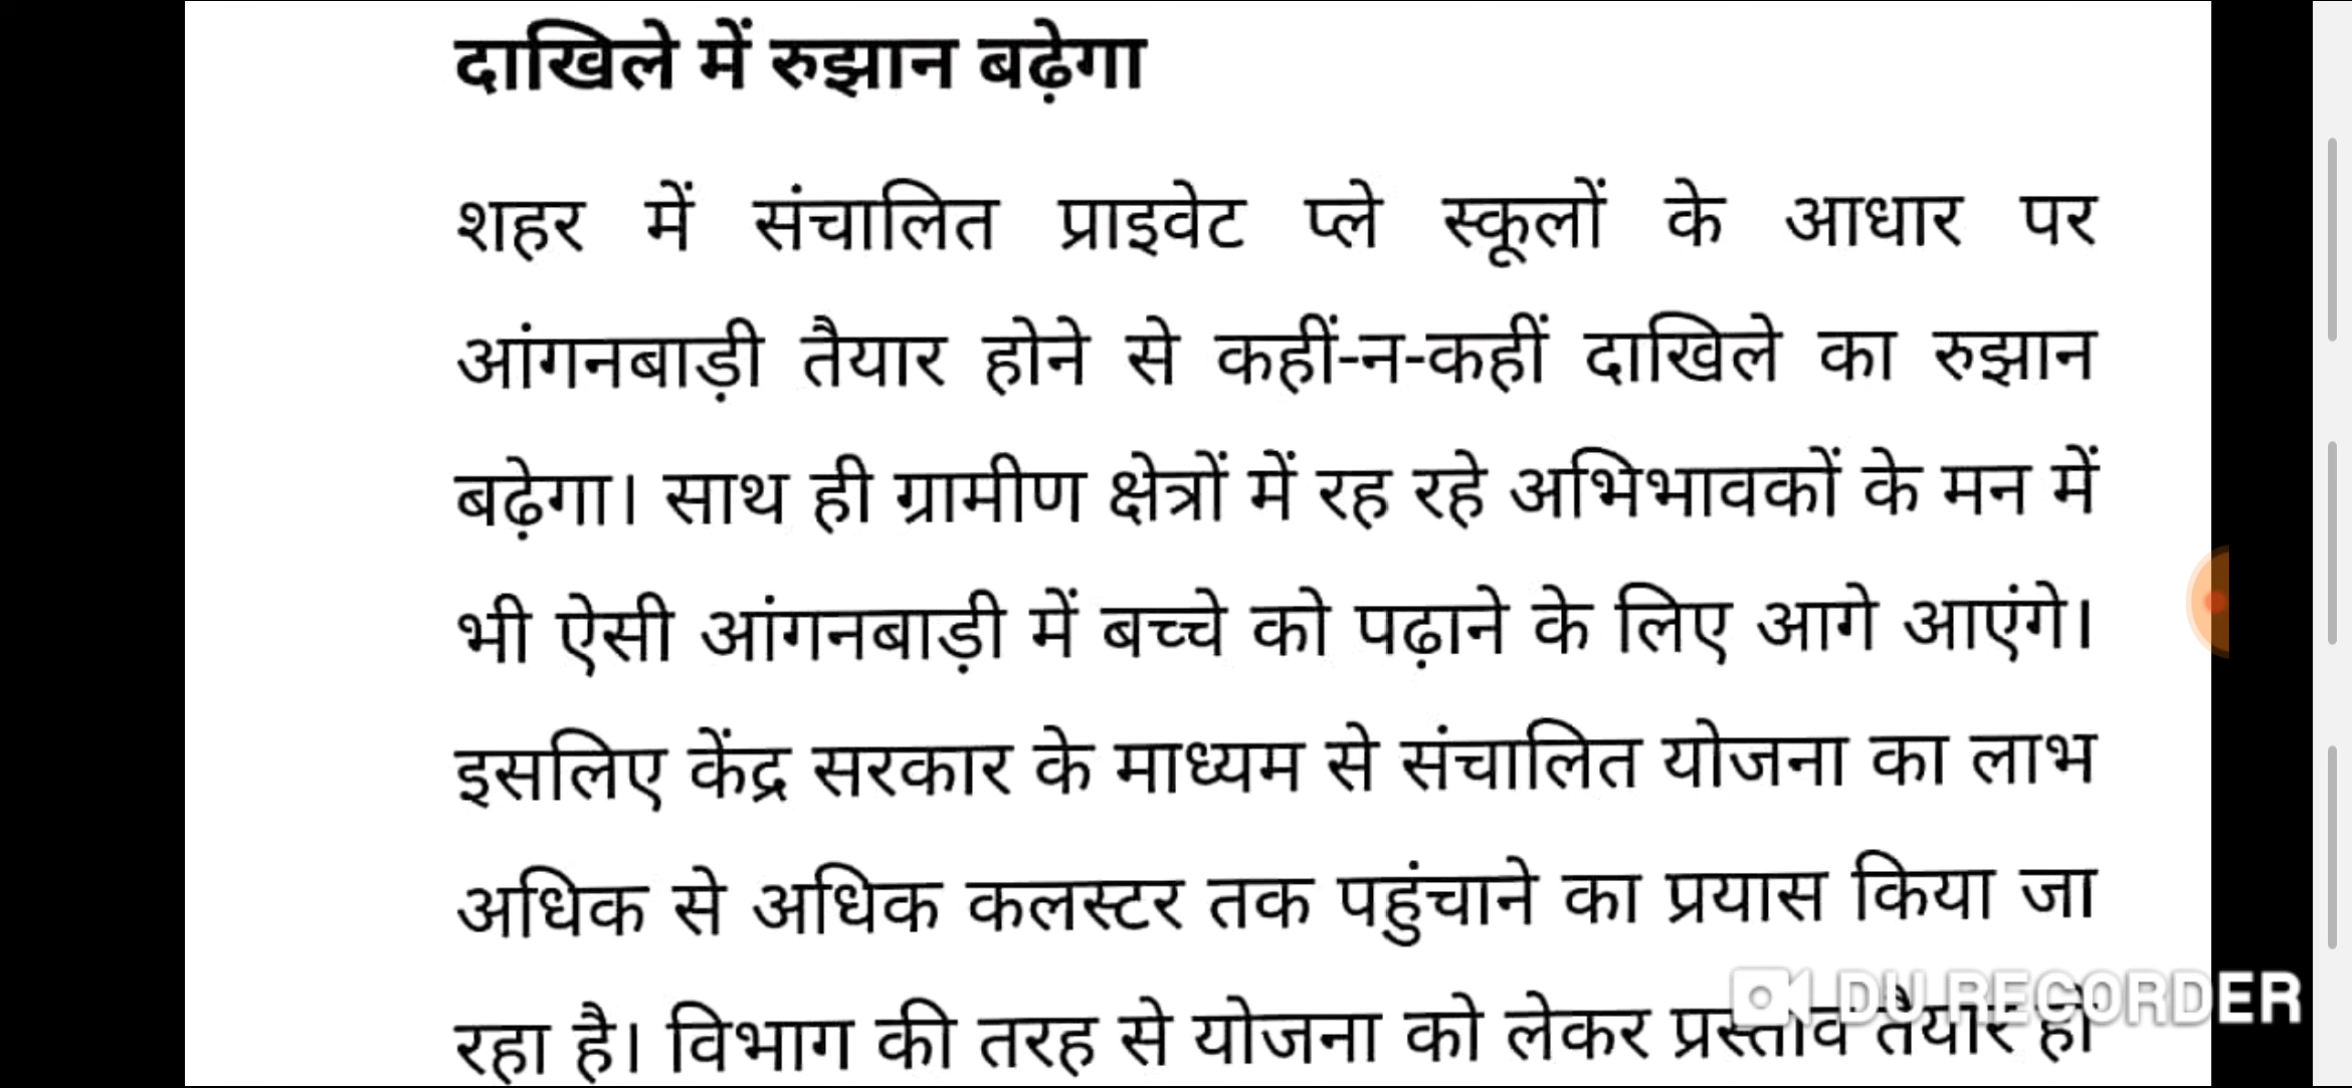 दाखिले में रुझान बढ़ेगा
शहर में संचालित प्राइवेट प्ले स्कूलों के आधार पर
आंगनबाड़ी तैयार होने से कहीं-न-कहीं दाखिले का रुझान
बढ़ेगा। साथ ही ग्रामीण क्षेत्रों में रह रहे अभिभावकों के मन में
भी ऐसी आंगनबाड़ी में बच्चे को पढ़ाने के लिए आगे आएंगे।
इसलिए केंद्र सरकार के माध्यम से संचालित योजना का लाभ
अधिक से अधिक कलस्टर तक पहुंचाने का प्रयास किया जा
रहा है। विभाग की तरह से योजना को लेकर प्रस्ताव तैयार हो
DU RECORDER